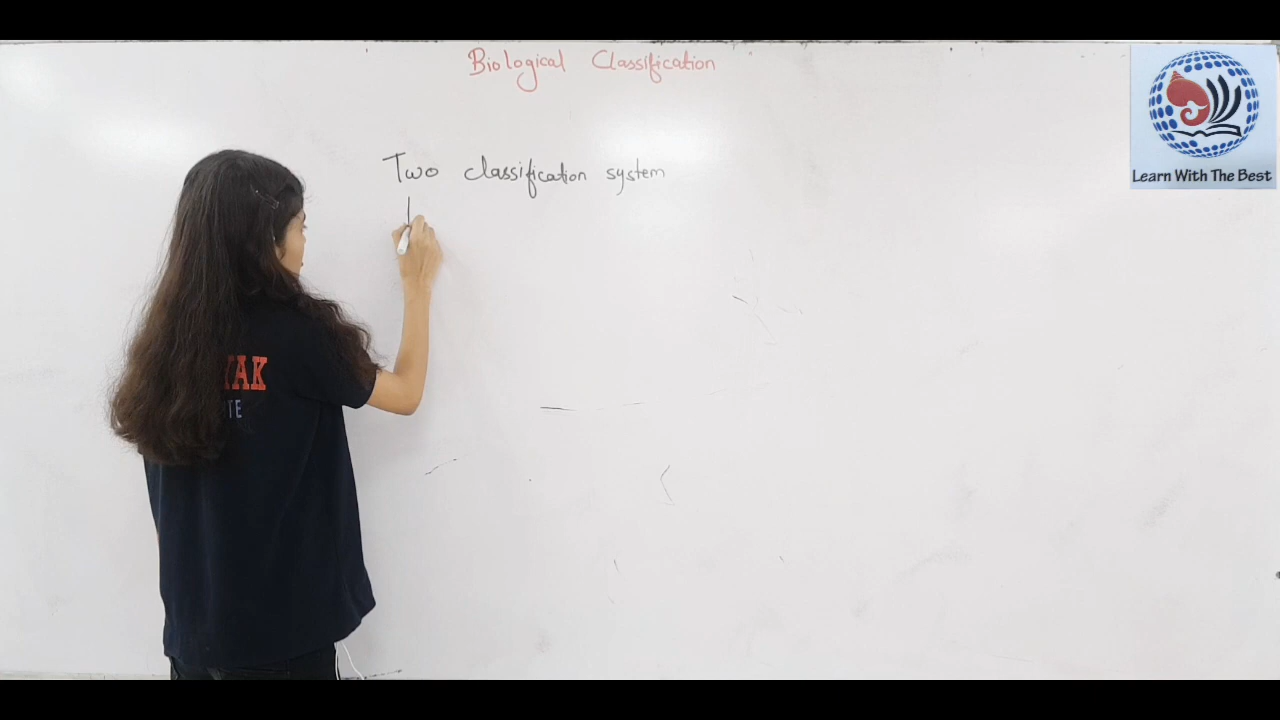 Biological Classification
Learn With The Best
Two classification system